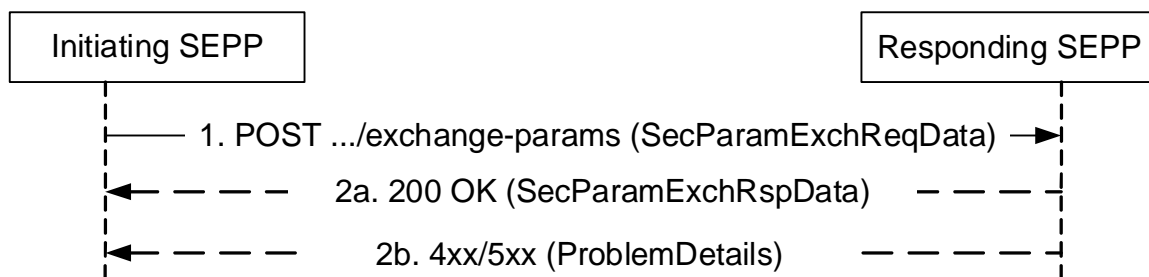 Initiating SEPP
Responding SEPP
1. POST .../exchange-params (SecParamExchReqData)
2a. 200 OK (SecParamExchRspData)
2b. 4xx/5xx (ProblemDetails)